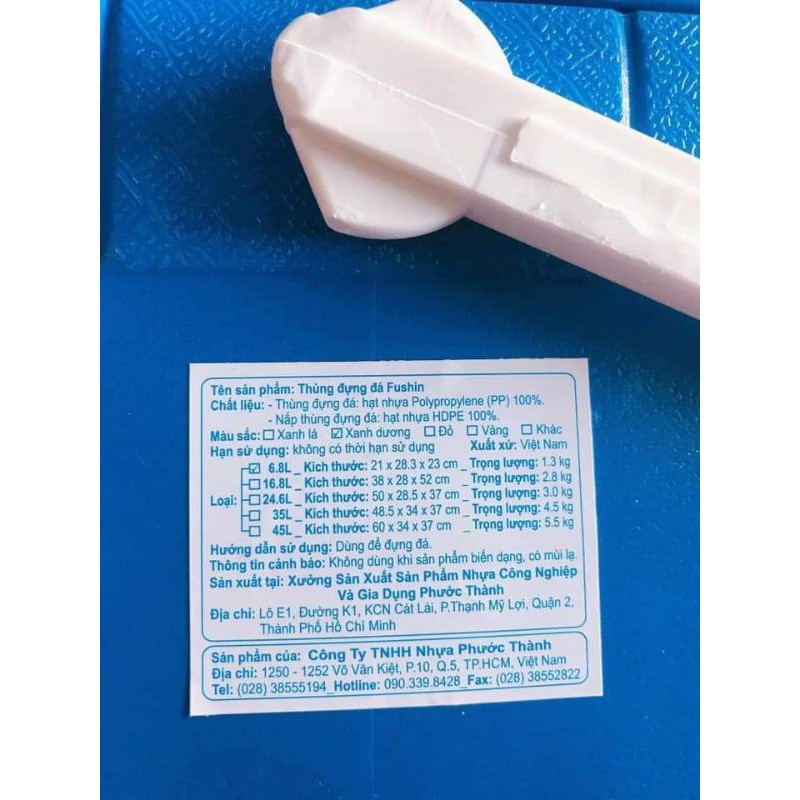 Tên sản phẩm: Thùng đựng đá Fushin
Chất liệu: - Thùng đựng đá: hạt nhựa Polypropylene (PP) 100%.
- Nắp thùng đựng đá: hạt nhựa HDPE 100%.
Màu sắc: ☐ Xanh lá ☑ Xanh dương ☐ Đỏ ☐ Vàng ☐ Khác
Hạn sử dụng: không có thời hạn sử dụng Xuất xứ: Việt Nam
Loại: ☑ 6.8L _ Kích thước: 21 x 28.3 x 23 cm _ Trọng lượng: 1.3 kg
☐ 16.8L _ Kích thước: 38 x 28 x 52 cm _ Trọng lượng: 2.8 kg
☐ 24.6L _ Kích thước: 50 x 28.5 x 37 cm _ Trọng lượng: 3.0 kg
☐ 35L _ Kích thước: 48.5 x 34 x 37 cm _ Trọng lượng: 4.5 kg
☐ 45L _ Kích thước: 60 x 34 x 37 cm _ Trọng lượng: 5.5 kg
Hướng dẫn sử dụng: Dùng để đựng đá.
Thông tin cảnh báo: Không dùng khi sản phẩm biến dạng, có mùi lạ.
Sản xuất tại: Xưởng Sản Xuất Sản Phẩm Nhựa Công Nghiệp
Và Gia Dụng Phước Thành
Địa chỉ: Lô E1, Đường K1, KCN Cát Lái, P.Thạnh Mỹ Lợi, Quận 2,
Thành Phố Hồ Chí Minh
Sản phẩm của: Công Ty TNHH Nhựa Phước Thành
Địa chỉ: 1250 - 1252 Võ Văn Kiệt, P.10, Q.5, TP.HCM, Việt Nam
Tel: (028) 38555194_Hotline: 090.339.8428_Fax: (028) 38552822